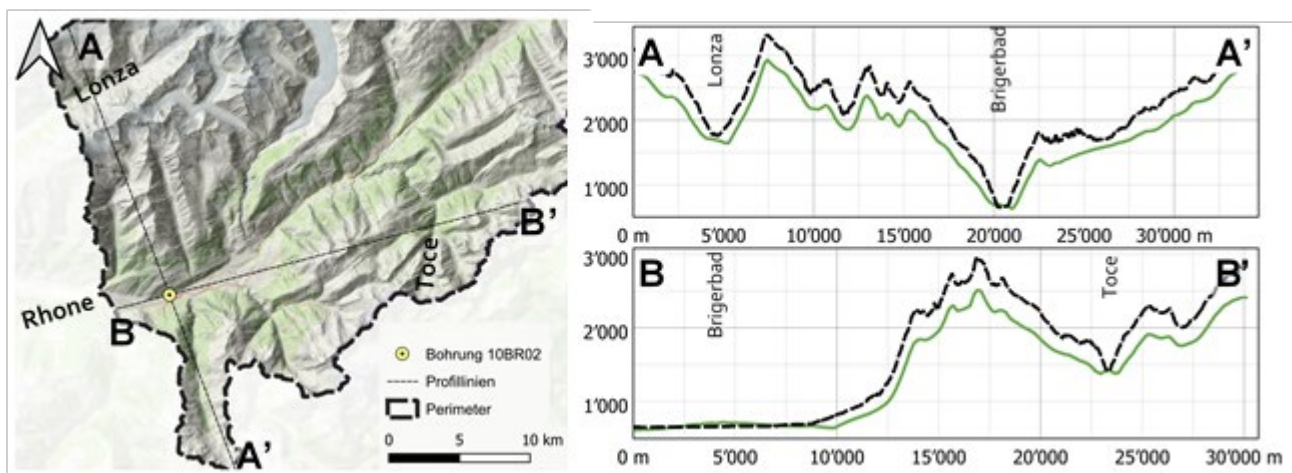 A
Lonza
B'
Toce
Rhone
B
A'
Bohrung 10BR02
Profillinien
Perimeter
0 5 10 km
A
A'
3'000
2'000
1'000
Lonza
Brigerbad
0 m 5'000 10'000 15'000 20'000 25'000 30'000 m
B
B'
3'000
2'000
1'000
Brigerbad
Toce
0 m 5'000 10'000 15'000 20'000 25'000 30'000 m